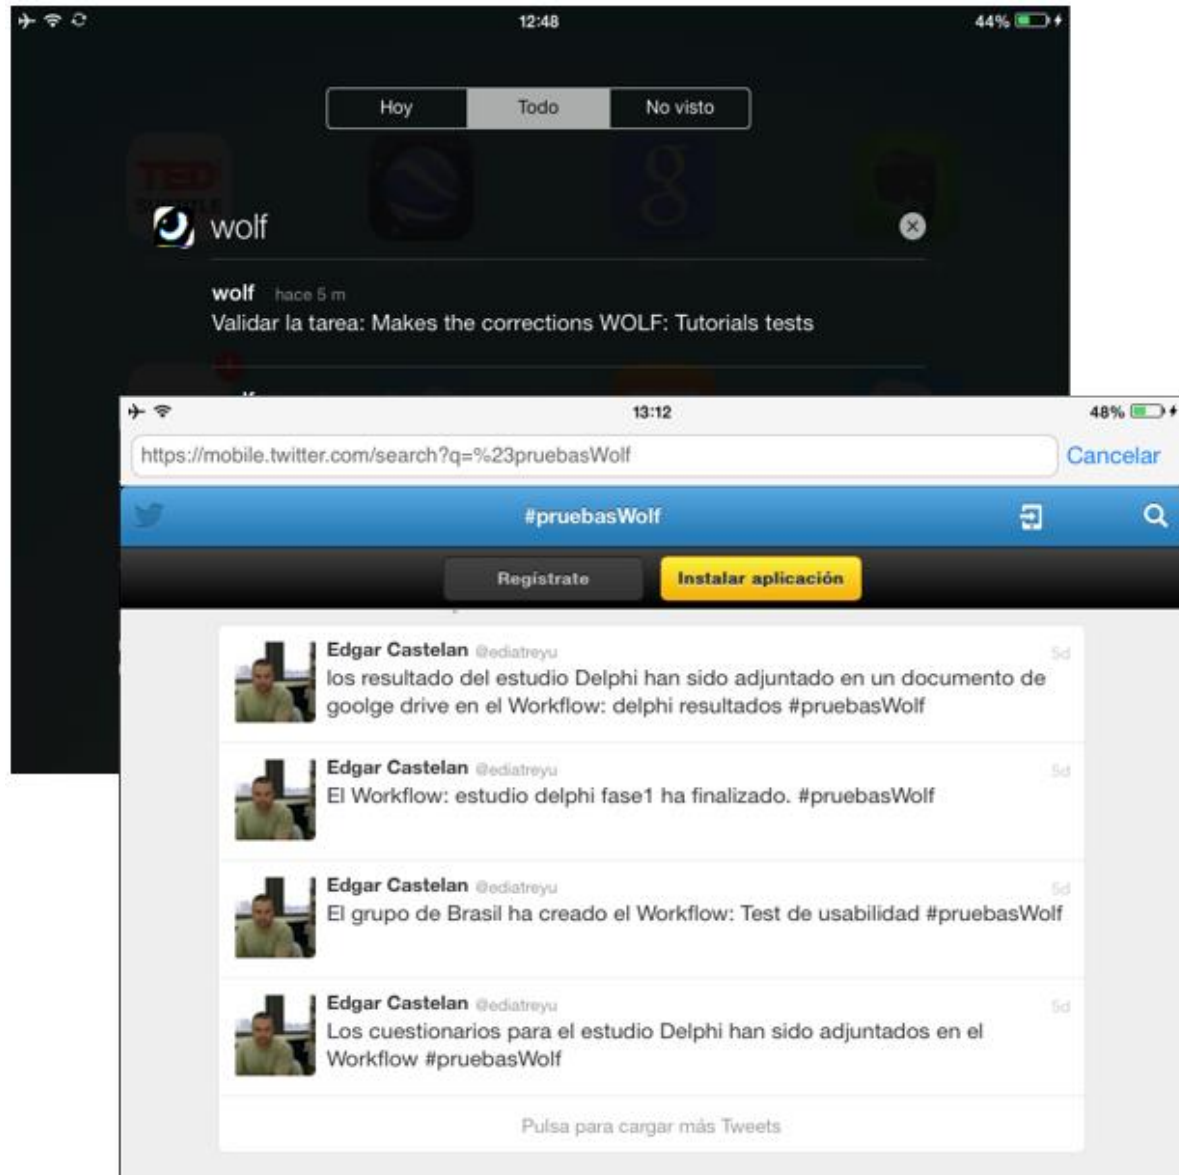 12:48
44%
Hoy Todo No visto
TED
wolf
wolf hace 5 m
Validar la tarea: Makes the corrections WOLF: Tutorials tests
13:12
48%
https://mobile.twitter.com/search?q=%23pruebasWolf
Cancelar
#pruebasWolf
Regístrate Instalar aplicación
Edgar Castelan @ediatreyu 5d
los resultado del estudio Delphi han sido adjuntado en un documento de
goolge drive en el Workflow: delphi resultados #pruebasWolf
Edgar Castelan @ediatreyu 5d
El Workflow: estudio delphi fase1 ha finalizado. #pruebasWolf
Edgar Castelan @ediatreyu 5d
El grupo de Brasil ha creado el Workflow: Test de usabilidad #pruebasWolf
Edgar Castelan @ediatreyu 5d
Los cuestionarios para el estudio Delphi han sido adjuntados en el
Workflow #pruebasWolf
Pulsa para cargar más Tweets